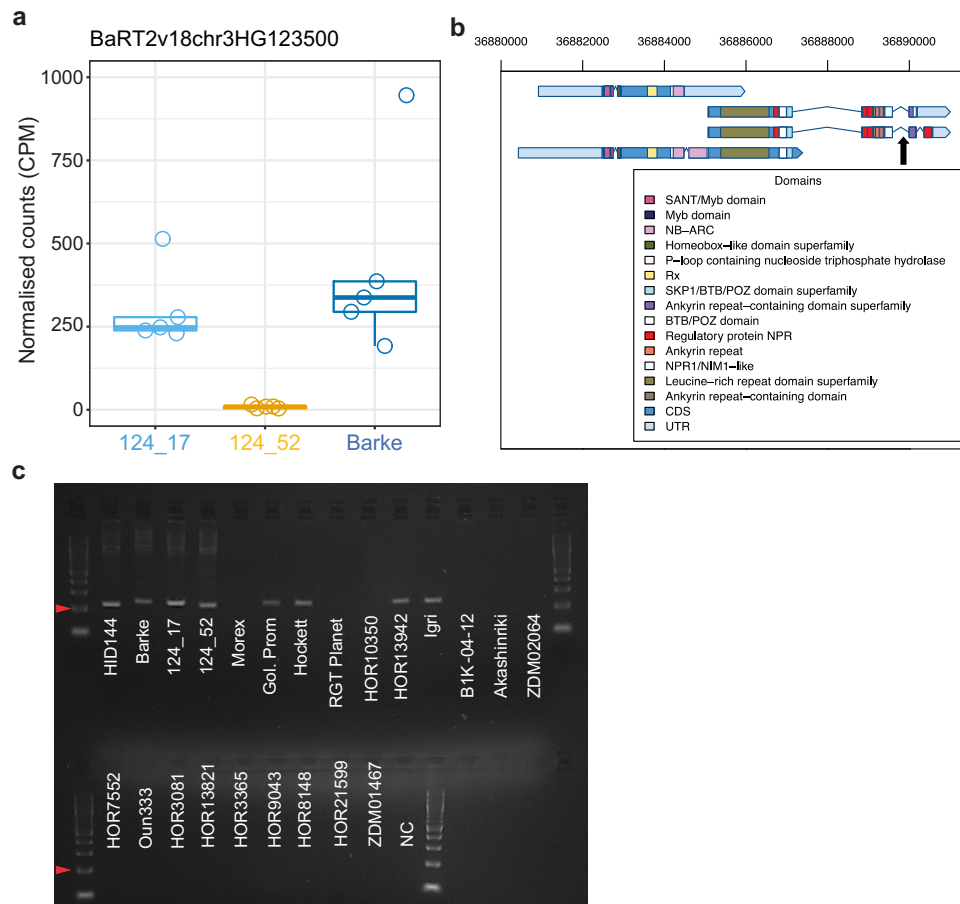 a
BaRT2v18chr3HG123500
1000
750
500
250
0
Normalised counts (CPM)
124_17
124_52
Barke
b
36880000
36882000
36884000
36886000
36888000
36890000
Domains
SANT/Myb domain
Myb domain
NB−ARC
Homeobox−like domain superfamily
P−loop containing nucleoside triphosphate hydrolase
Rx
SKP1/BTB/POZ domain superfamily
Ankyrin repeat−containing domain superfamily
BTB/POZ domain
Regulatory protein NPR
Ankyrin repeat
NPR1/NIM1−like
Leucine−rich repeat domain superfamily
Ankyrin repeat−containing domain
CDS
UTR
c
HID144
Barke
124_17
124_52
Morex
Gol. Prom
Hockett
RGT Planet
HOR10350
HOR13942
Igri
B1K-04-12
Akashinriki
ZDM02064
HOR7552
Oun333
HOR3081
HOR13821
HOR3365
HOR9043
HOR8148
HOR21599
ZDM01467
NC